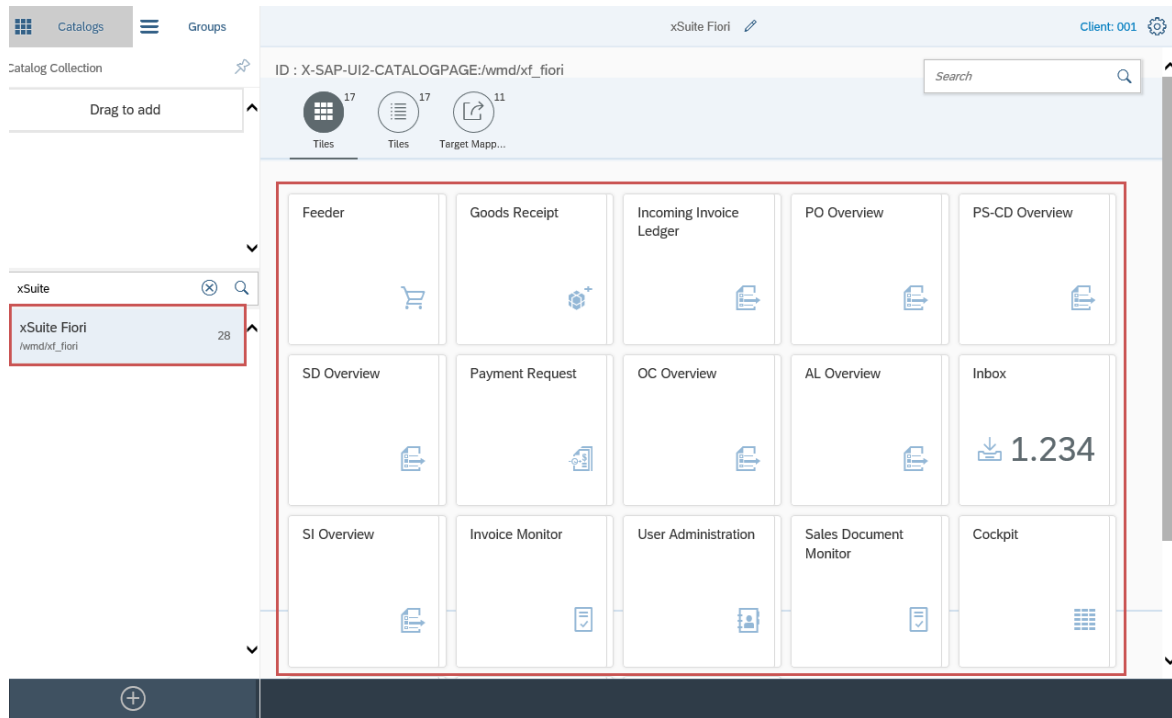 Catalogs
Groups
xSuite Fiori
Client: 001
Catalog Collection
Drag to add
xSuite
xSuite Fiori
28
/wmd/xf_fiori
ID : X-SAP-UI2-CATALOGPAGE:/wmd/xf_fiori
Search
17
17
11
Tiles
Tiles
Target Mapp...
Feeder
Goods Receipt
Incoming Invoice
Ledger
PO Overview
PS-CD Overview
SD Overview
Payment Request
OC Overview
AL Overview
Inbox
1.234
SI Overview
Invoice Monitor
User Administration
Sales Document
Monitor
Cockpit